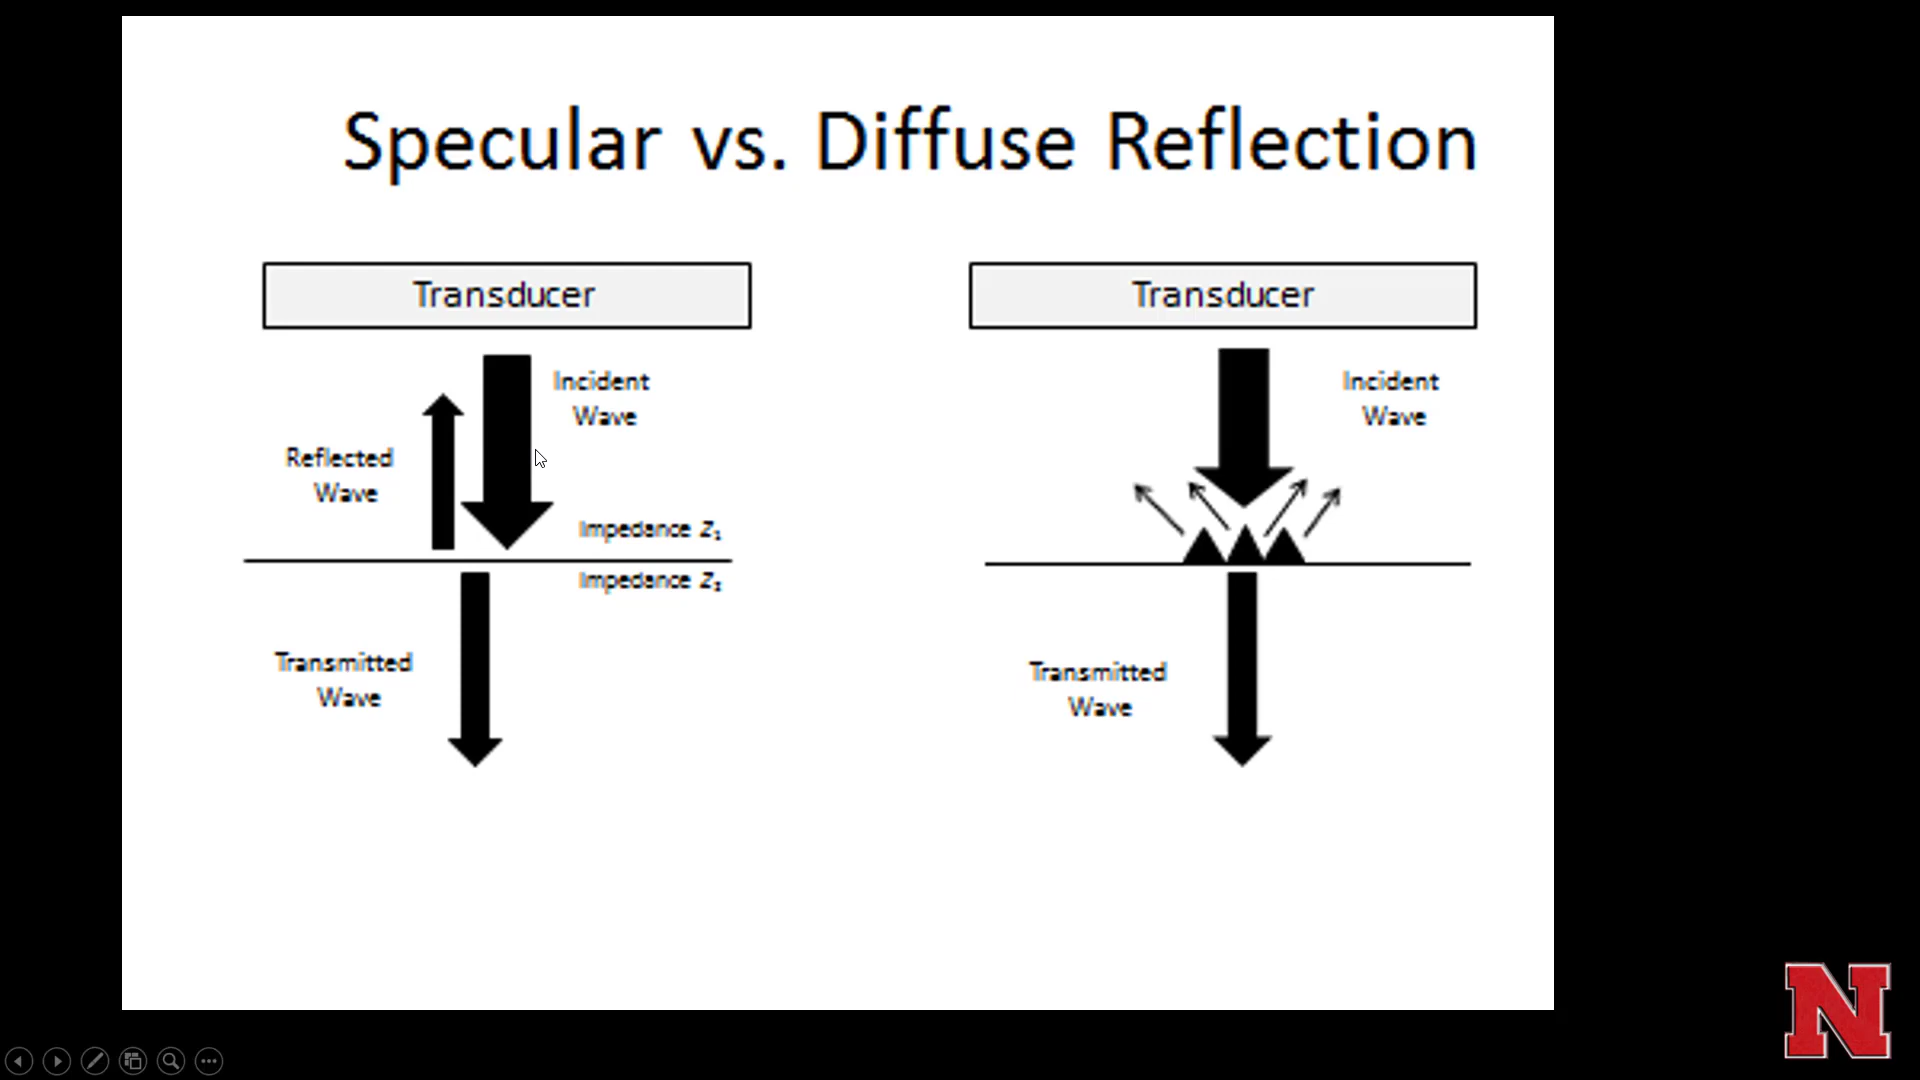 Specular vs. Diffuse Reflection
Transducer
Incident
Wave
Reflected
Wave
Impedance Z₁
Impedance Z₂
Transmitted
Wave
Transducer
Incident
Wave
Transmitted
Wave
N